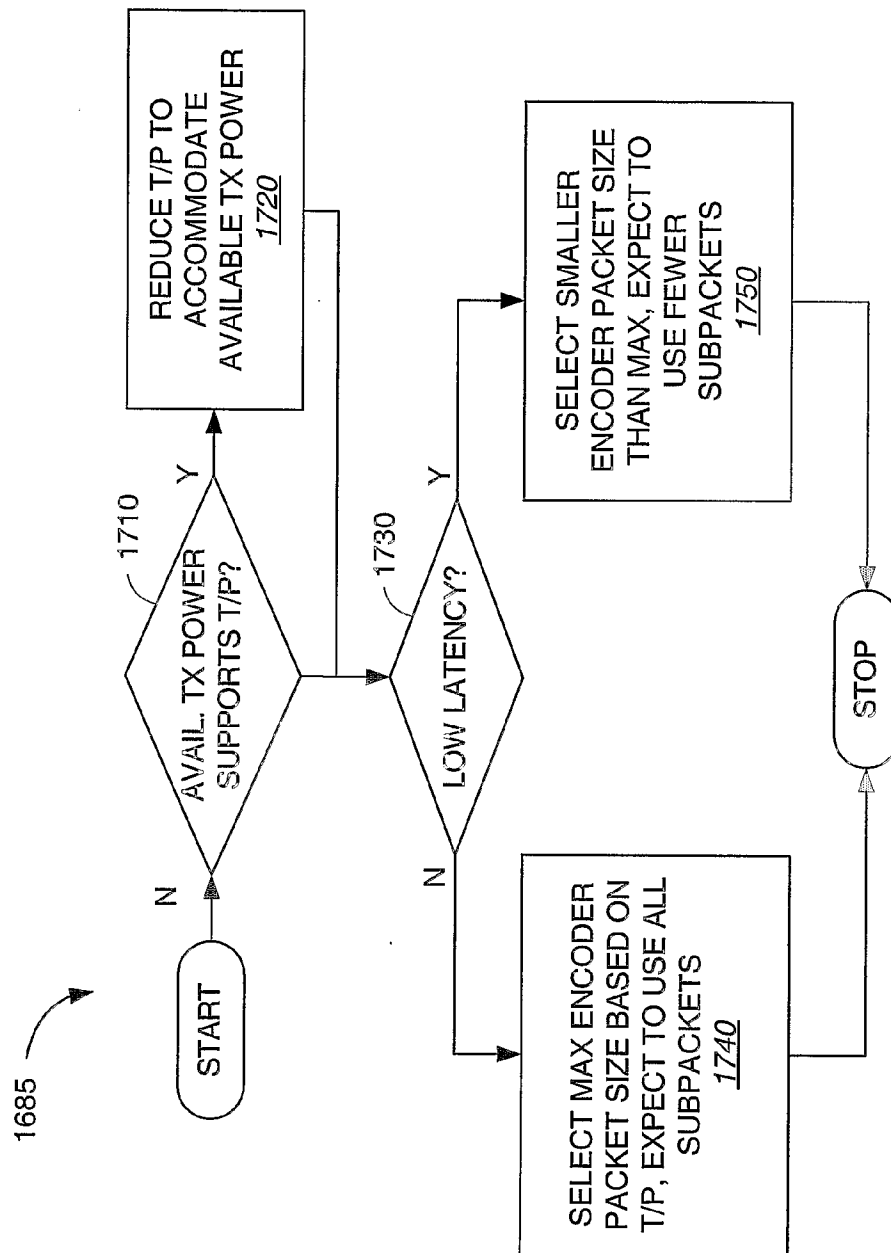 1685
START
N
AVAIL. TX POWER
SUPPORTS T/P?
1710
Y
REDUCE T/P TO
ACCOMMODATE
AVAILABLE TX POWER
1720
LOW LATENCY?
1730
N
Y
SELECT MAX ENCODER
PACKET SIZE BASED ON
T/P, EXPECT TO USE ALL
SUBPACKETS
1740
SELECT SMALLER
ENCODER PACKET SIZE
THAN MAX, EXPECT TO
USE FEWER
SUBPACKETS
1750
STOP